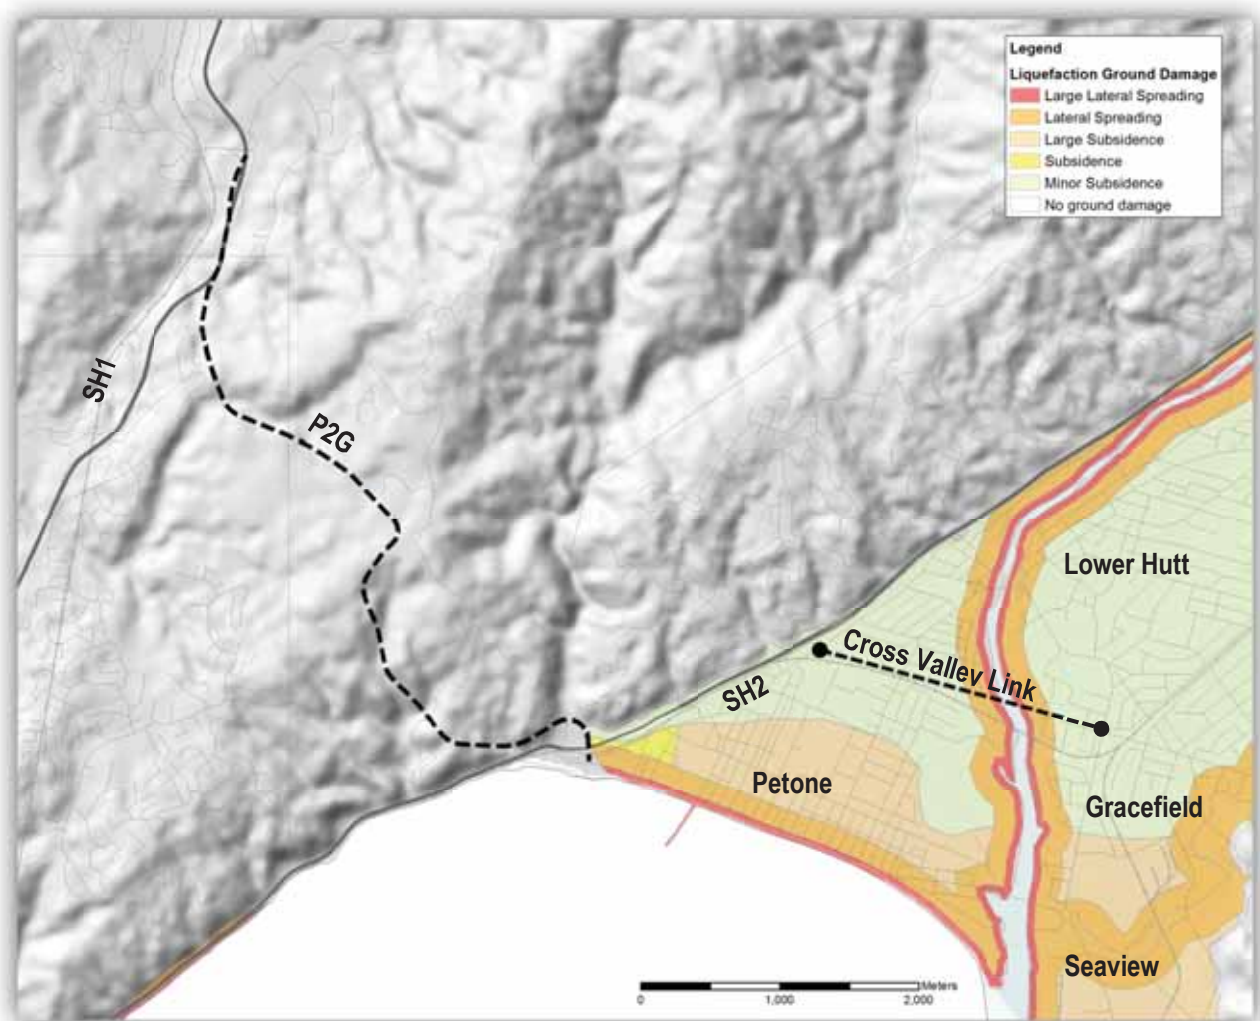 Legend
Liquefaction Ground Damage
Large Lateral Spreading
Lateral Spreading
Large Subsidence
Subsidence
Minor Subsidence
No ground damage
SH1
P2G
Lower Hutt
Cross Valley Link
SH2
Petone
Gracefield
Seaview
Meters
0 1,000 2,000